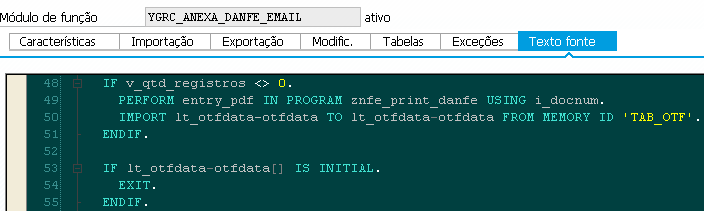 Módulo de função YGRC_ANEXA_DANFE_EMAIL ativo
Características Importação Exportação Modific. Tabelas Exceções Texto fonte
48 IF v_qtd_registros <> 0.
49 PERFORM entry_pdf IN PROGRAM znfe_print_danfe USING i_docnum.
50 IMPORT lt_otfdata-otfdata TO lt_otfdata-otfdata FROM MEMORY ID 'TAB_OTF'.
51 ENDIF.
52
53 IF lt_otfdata-otfdata[] IS INITIAL.
54 EXIT.
55 ENDIF.